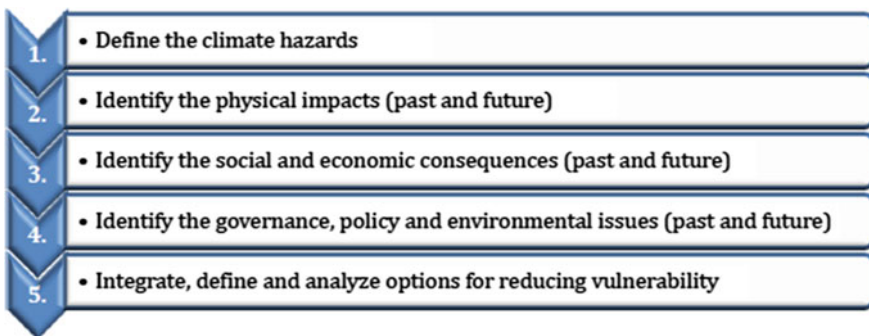 1. • Define the climate hazards
2. • Identify the physical impacts (past and future)
3. • Identify the social and economic consequences (past and future)
4. • Identify the governance, policy and environmental issues (past and future)
5. • Integrate, define and analyze options for reducing vulnerability